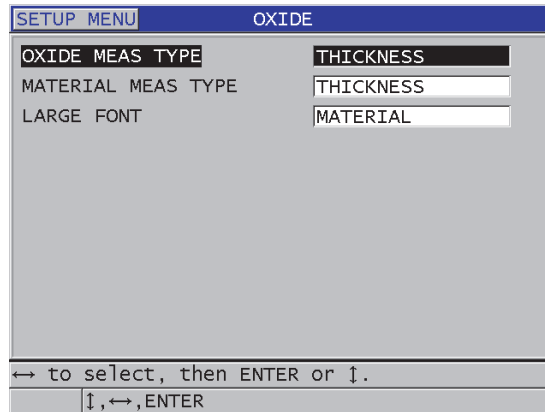 SETUP MENU OXIDE
OXIDE MEAS TYPE THICKNESS
MATERIAL MEAS TYPE THICKNESS
LARGE FONT MATERIAL
↔ to select, then ENTER or ↕.
↕,↔,ENTER